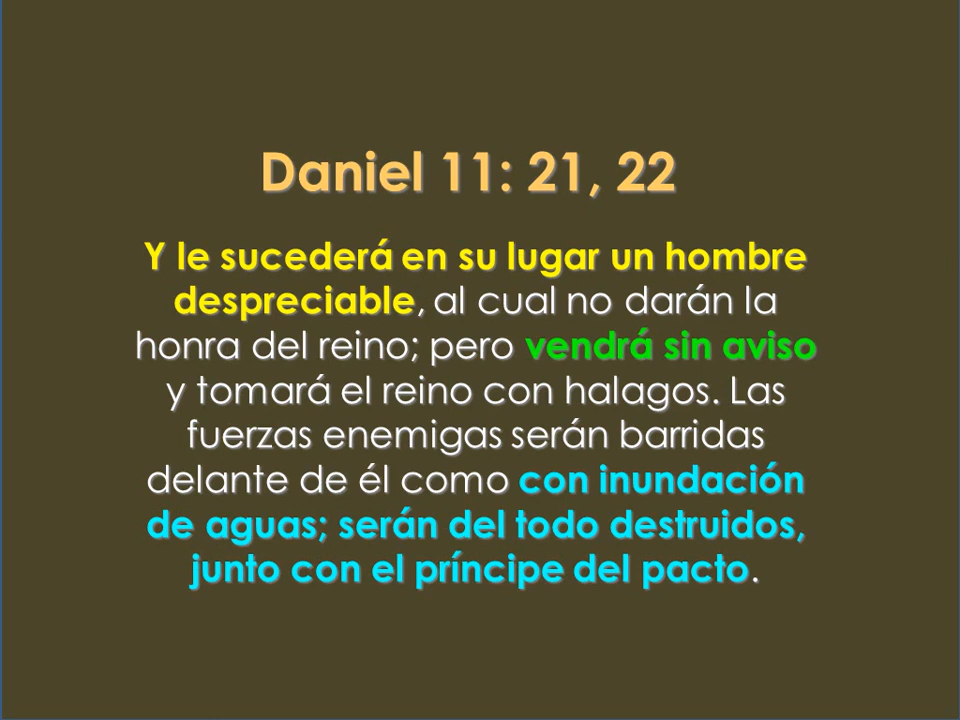 Daniel 11: 21, 22
Y le sucederá en su lugar un hombre
despreciable, al cual no darán la
honra del reino; pero vendrá sin aviso
y tomará el reino con halagos. Las
fuerzas enemigas serán barridas
delante de él como con inundación
de aguas; serán del todo destruidos,
junto con el príncipe del pacto.